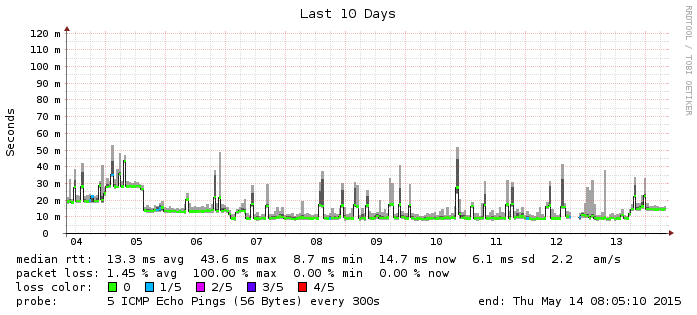 Last 10 Days
RRDTOOL / TOBI OETIKER
Seconds
120 m
110 m
100 m
90 m
80 m
70 m
60 m
50 m
40 m
30 m
20 m
10 m
0
04 05 06 07 08 09 10 11 12 13
median rtt: 13.3 ms avg 43.6 ms max 8.7 ms min 14.7 ms now 6.1 ms sd 2.2 am/s
packet loss: 1.45 % avg 100.00 % max 0.00 % min 0.00 % now
loss color: 0 1/5 2/5 3/5 4/5
probe: 5 ICMP Echo Pings (56 Bytes) every 300s end: Thu May 14 08:05:10 2015